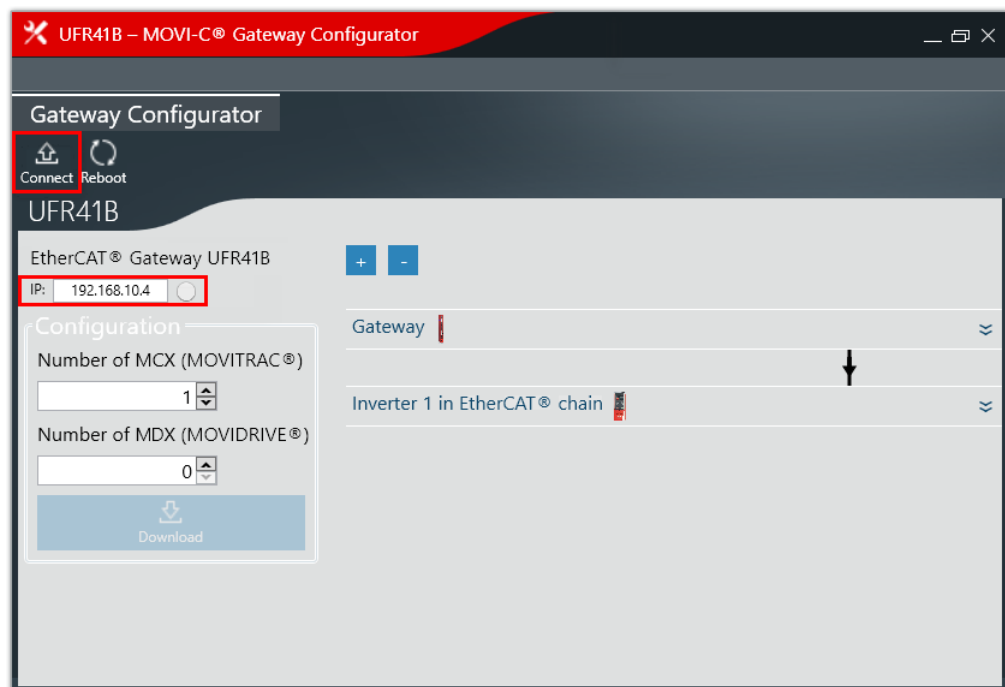 UFR41B – MOVI-C® Gateway Configurator
Gateway Configurator
Connect Reboot
UFR41B
EtherCAT® Gateway UFR41B
+ -
IP: 192.168.10.4
Configuration
Gateway
Number of MCX (MOVITRAC®)
1
Inverter 1 in EtherCAT® chain
Number of MDX (MOVIDRIVE®)
0
Download